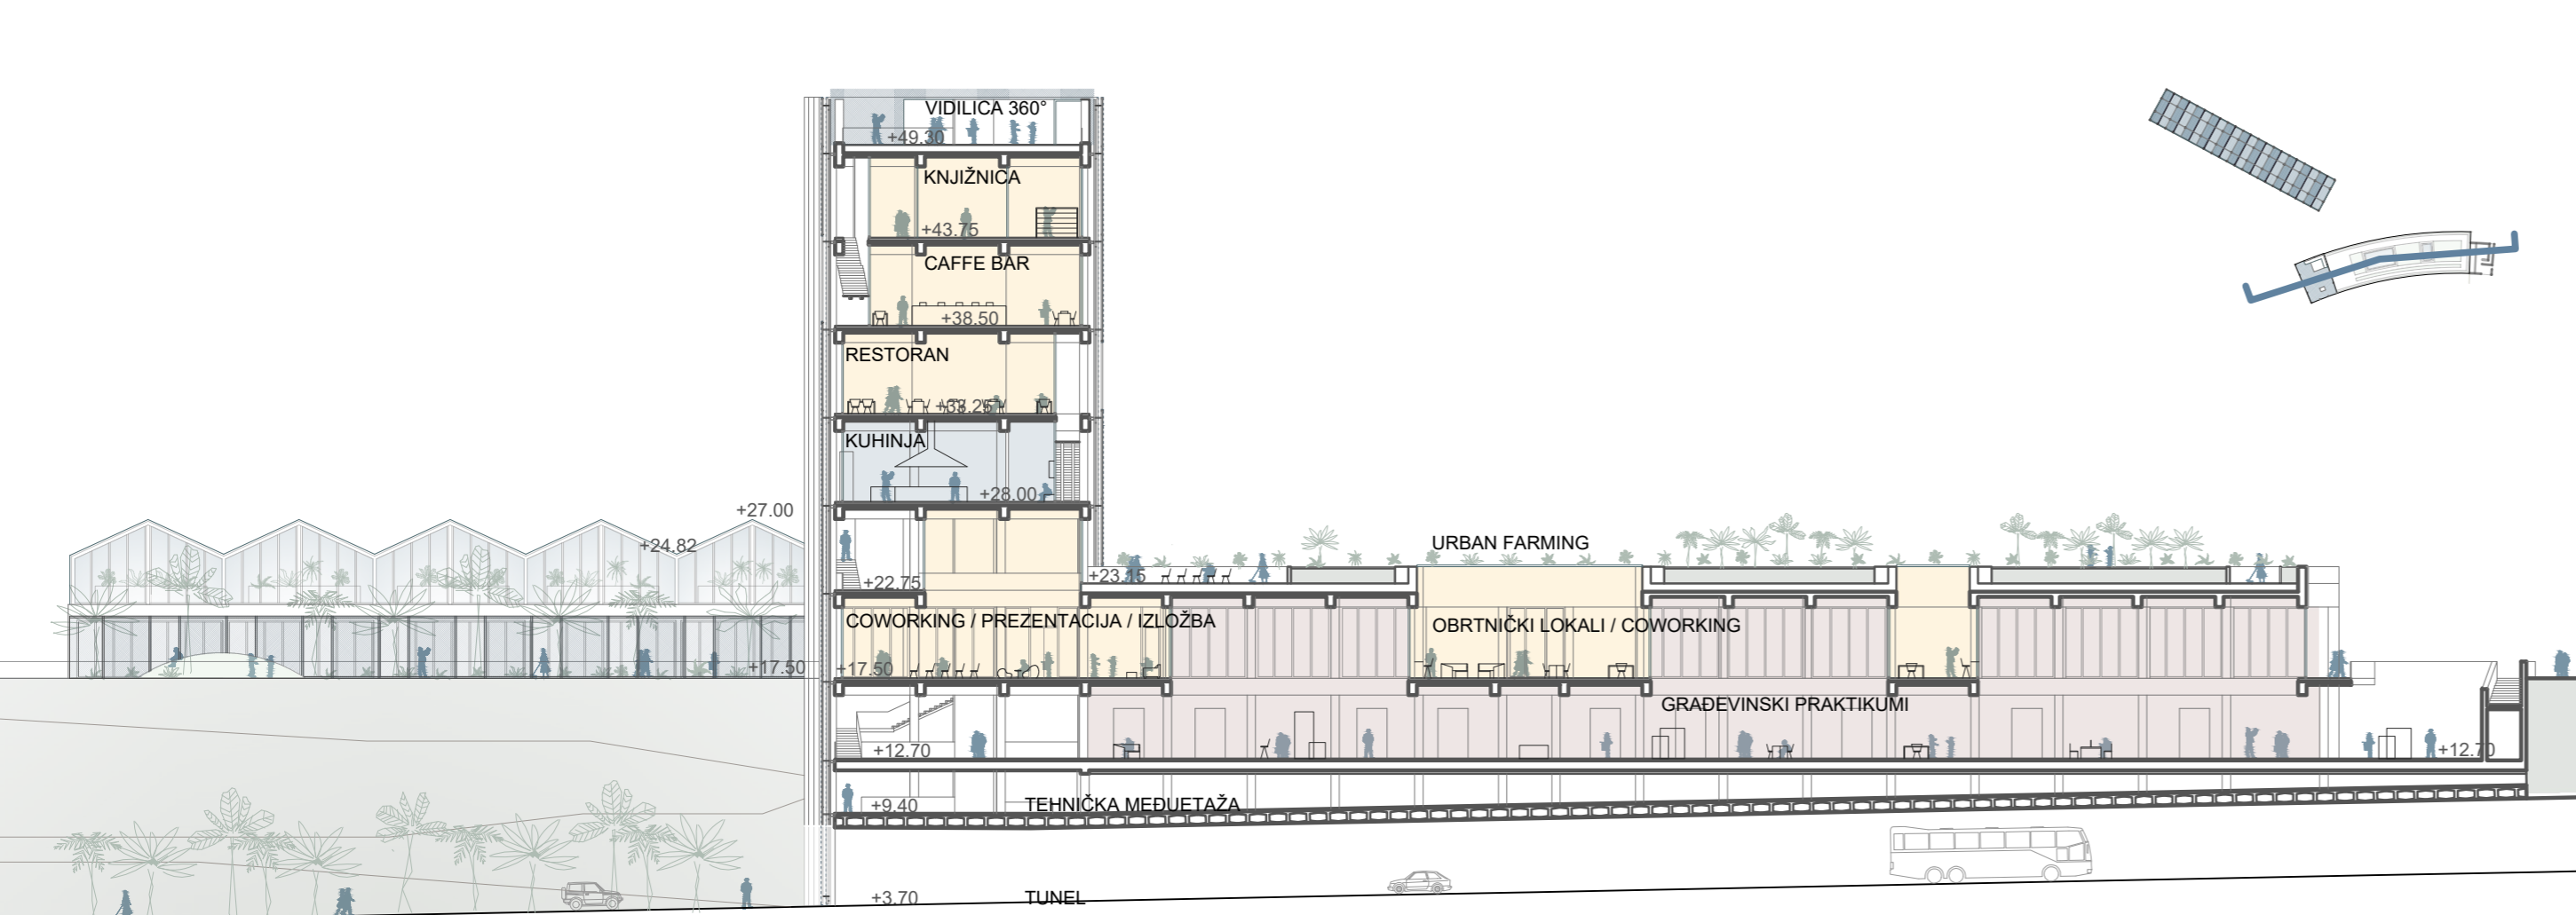 VIDILICA 360°
+49.30
KNJIŽNICA
+43.75
CAFFE BAR
+38.50
RESTORAN
+33.25
KUHINJA
+28.00
+27.00
+24.82
URBAN FARMING
+22.75
+23.15
COWORKING / PREZENTACIJA / IZLOŽBA
OBRTNIČKI LOKALI / COWORKING
+17.50
+17.50
GRAĐEVINSKI PRAKTIKUMI
+12.70
+12.70
+9.40
TEHNIČKA MEĐUETAŽA
+3.70
TUNEL